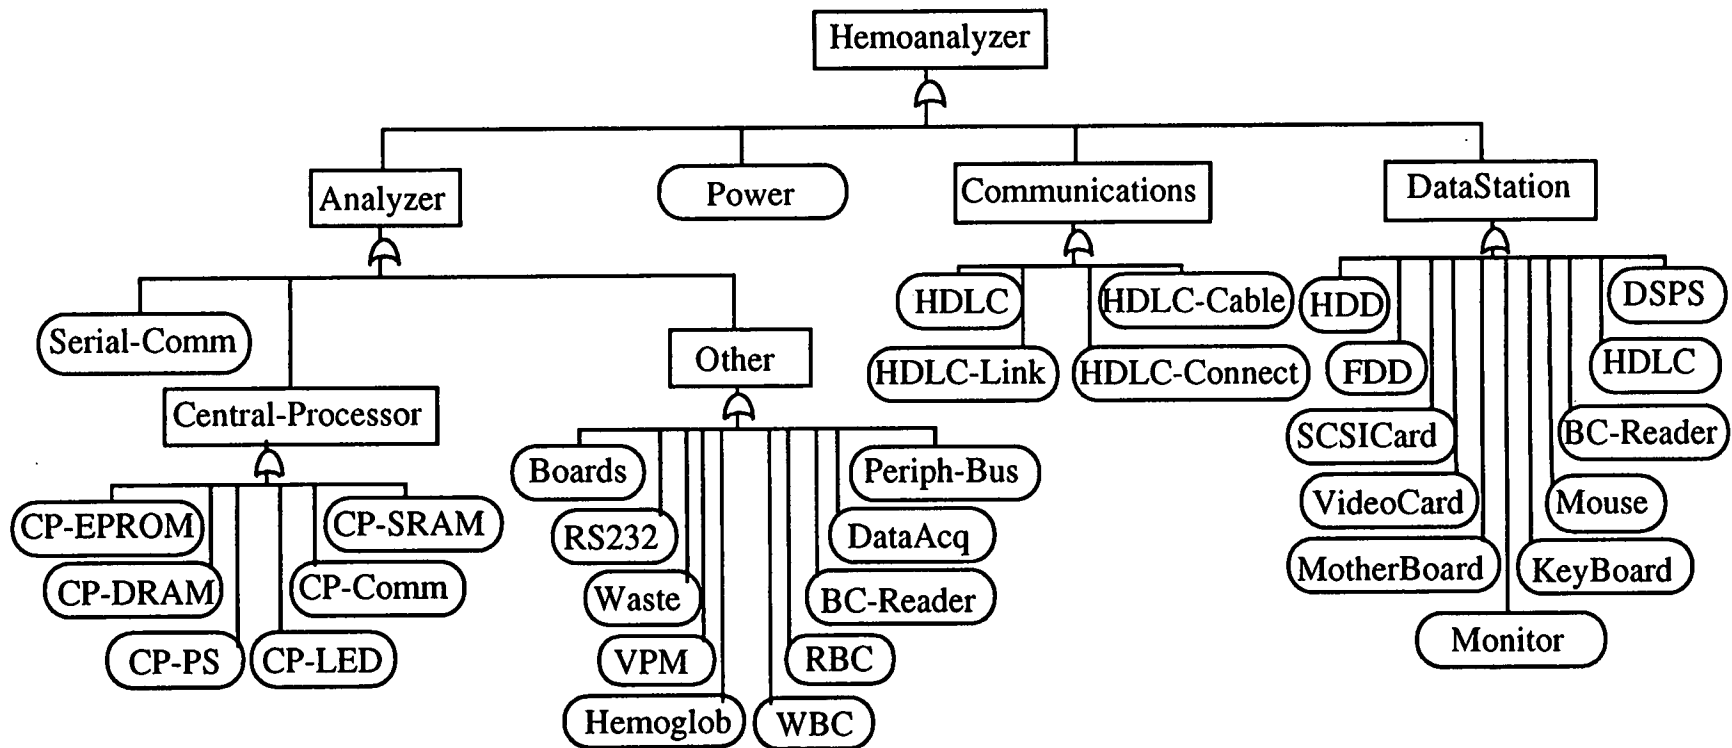 Hemoanalyzer
Analyzer
Power
Communications
DataStation
Serial-Comm
Central-Processor
Other
HDLC
HDLC-Cable
HDLC-Link
HDLC-Connect
HDD
DSPS
FDD
HDLC
SCSICard
BC-Reader
VideoCard
Mouse
MotherBoard
KeyBoard
Monitor
CP-EPROM
CP-SRAM
CP-DRAM
CP-Comm
CP-PS
CP-LED
Boards
Periph-Bus
RS232
DataAcq
Waste
BC-Reader
VPM
RBC
Hemoglob
WBC